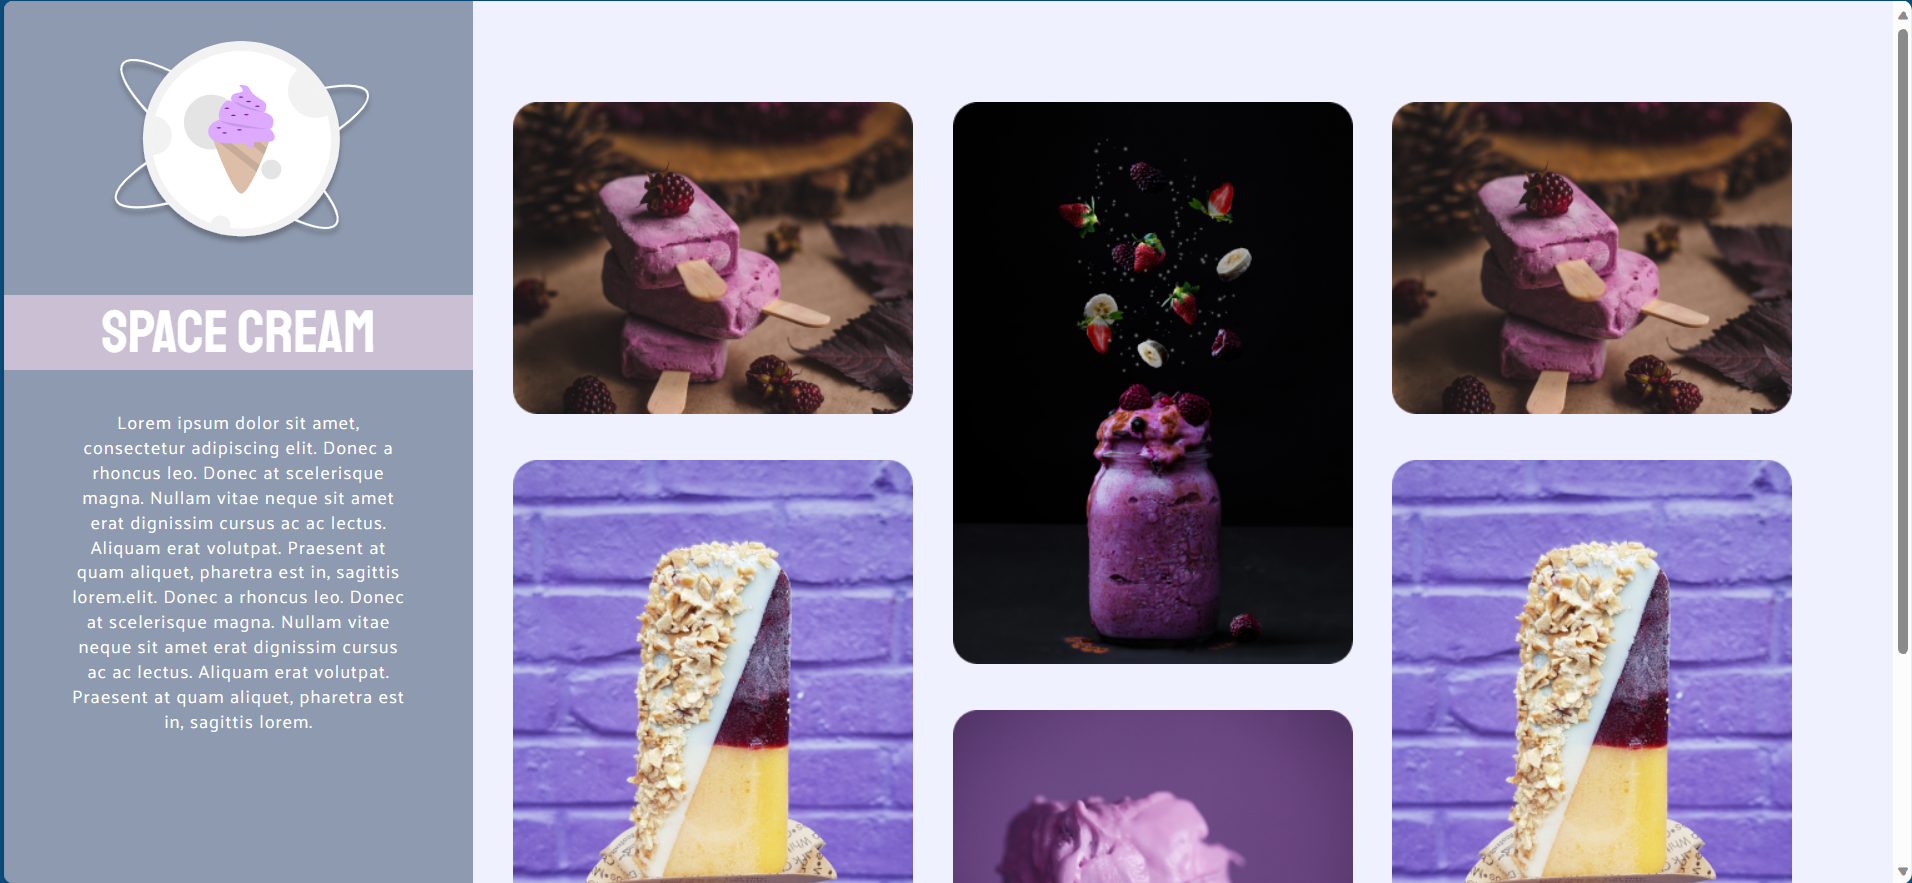 SPACE CREAM
Lorem ipsum dolor sit amet,
consectetur adipiscing elit. Donec a
rhoncus leo. Donec at scelerisque
magna. Nullam vitae neque sit amet
erat dignissim cursus ac ac lectus.
Aliquam erat volutpat. Praesent at
quam aliquet, pharetra est in, sagittis
lorem.elit. Donec a rhoncus leo. Donec
at scelerisque magna. Nullam vitae
neque sit amet erat dignissim cursus
ac ac lectus. Aliquam erat volutpat.
Praesent at quam aliquet, pharetra est
in, sagittis lorem.